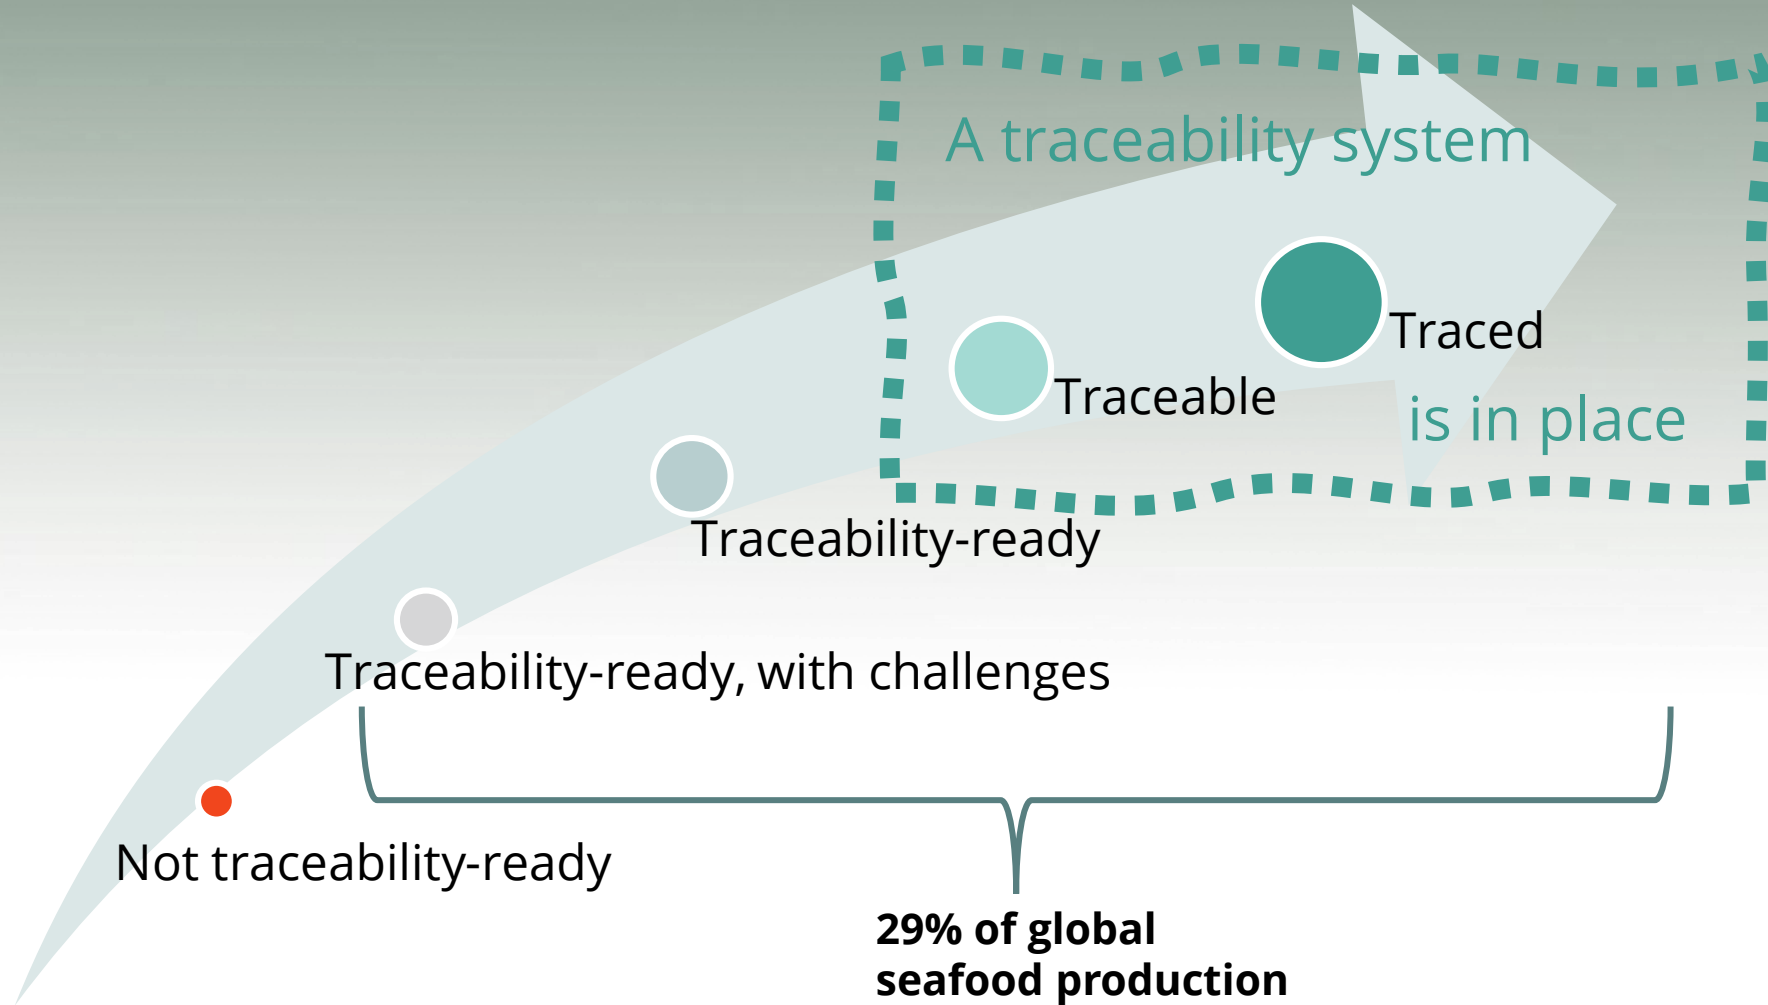 A traceability system
Traced
Traceable
is in place
Traceability-ready
Traceability-ready, with challenges
Not traceability-ready
29% of global
seafood production